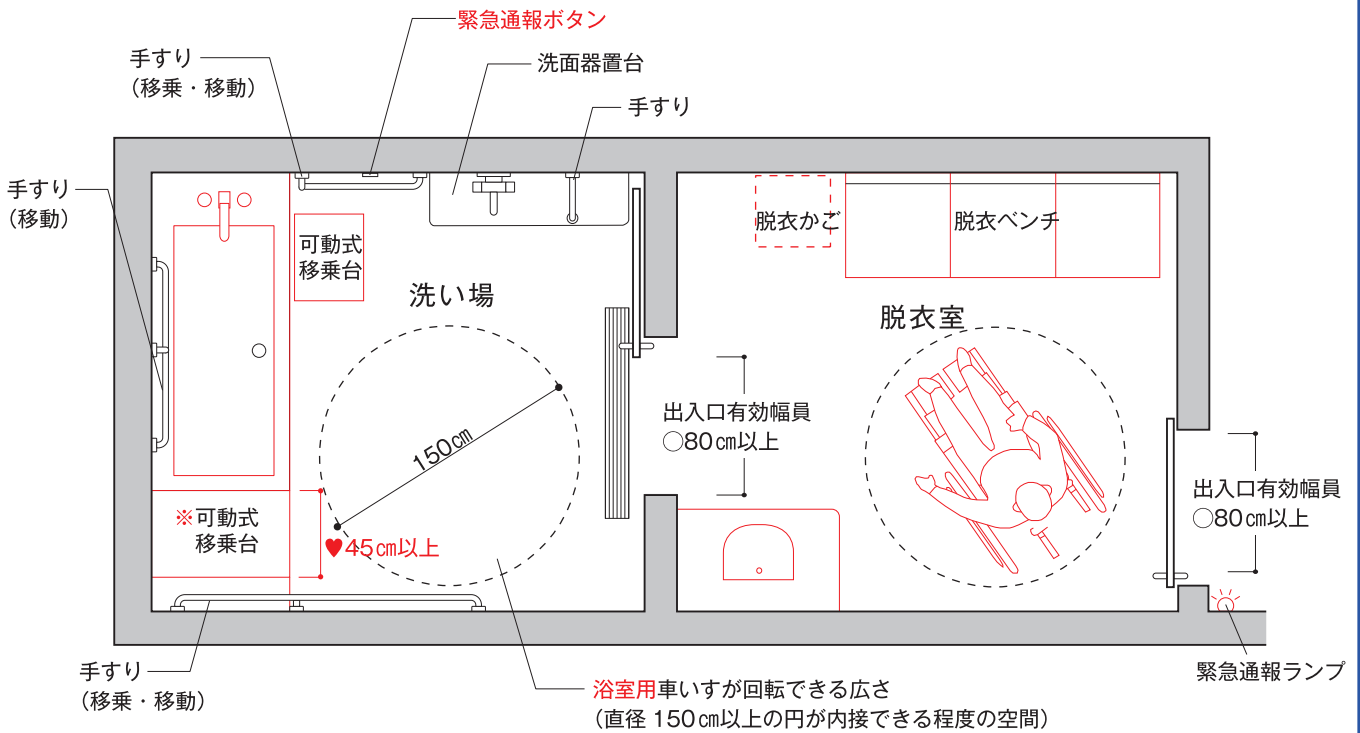 緊急通報ボタン
手すり
（移乗・移動）
洗面器置台
手すり
手すり
（移動）
可動式
移乗台
洗い場
脱衣かご
脱衣ベンチ
脱衣室
150㎝
出入口有効幅員
○80㎝以上
出入口有効幅員
○80㎝以上
※可動式
移乗台
♥45㎝以上
手すり
（移乗・移動）
浴室用車いすが回転できる広さ
（直径 150㎝以上の円が内接できる程度の空間）
緊急通報ランプ